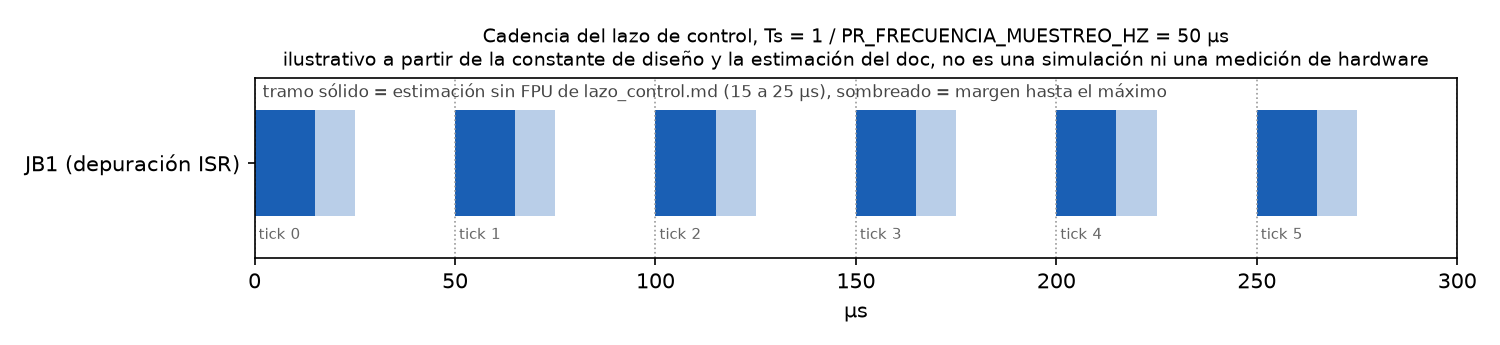 Cadencia del lazo de control, Ts = 1 / PR_FRECUENCIA_MUESTREO_HZ = 50 µs
ilustrativo a partir de la constante de diseño y la estimación del doc, no es una simulación ni una medición de hardware
tramo sólido = estimación sin FPU de lazo_control.md (15 a 25 µs), sombreado = margen hasta el máximo
JB1 (depuración ISR)
tick 0 tick 1 tick 2 tick 3 tick 4 tick 5
0 50 100 150 200 250 300
µs